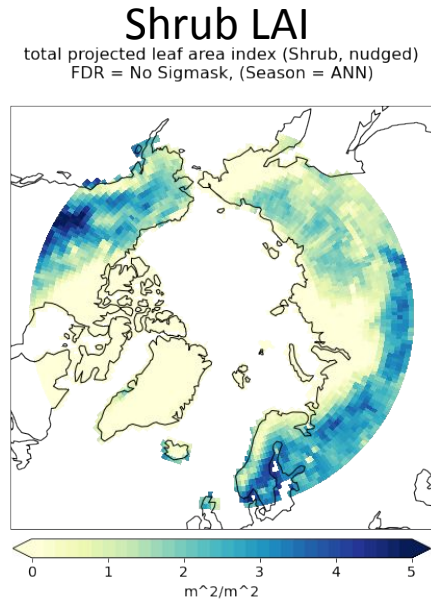 Shrub LAI
total projected leaf area index (Shrub, nudged)
FDR = No Sigmask, (Season = ANN)
0 1 2 3 4 5
m^2/m^2